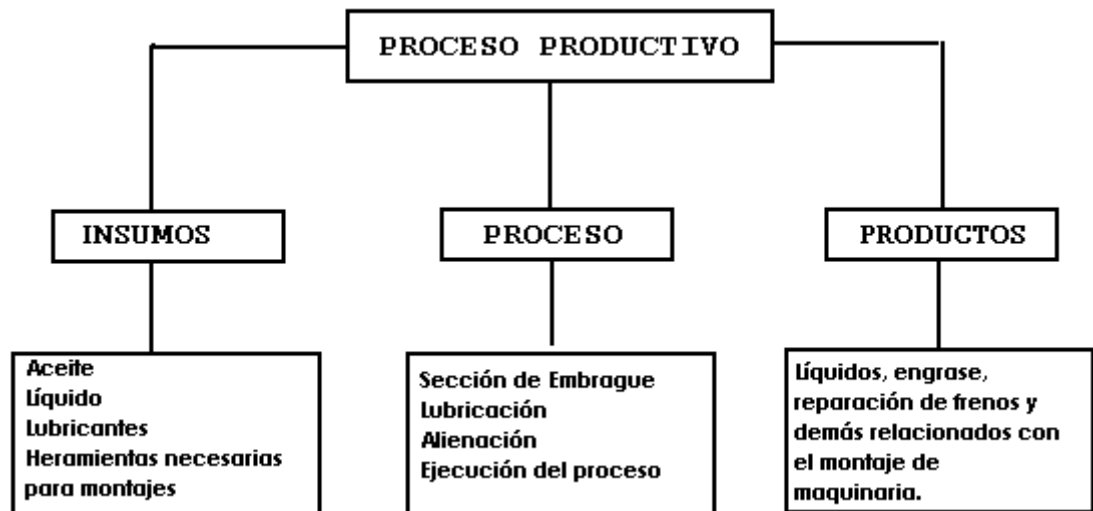 PROCESO PRODUCTIVO
INSUMOS
PROCESO
PRODUCTOS
Aceite
Líquido
Lubricantes
Heramientas necesarias
para montajes
Sección de Embrague
Lubricación
Alienación
Ejecución del proceso
Líquidos, engrase,
reparación de frenos y
demás relacionados con
el montaje de
maquinaria.